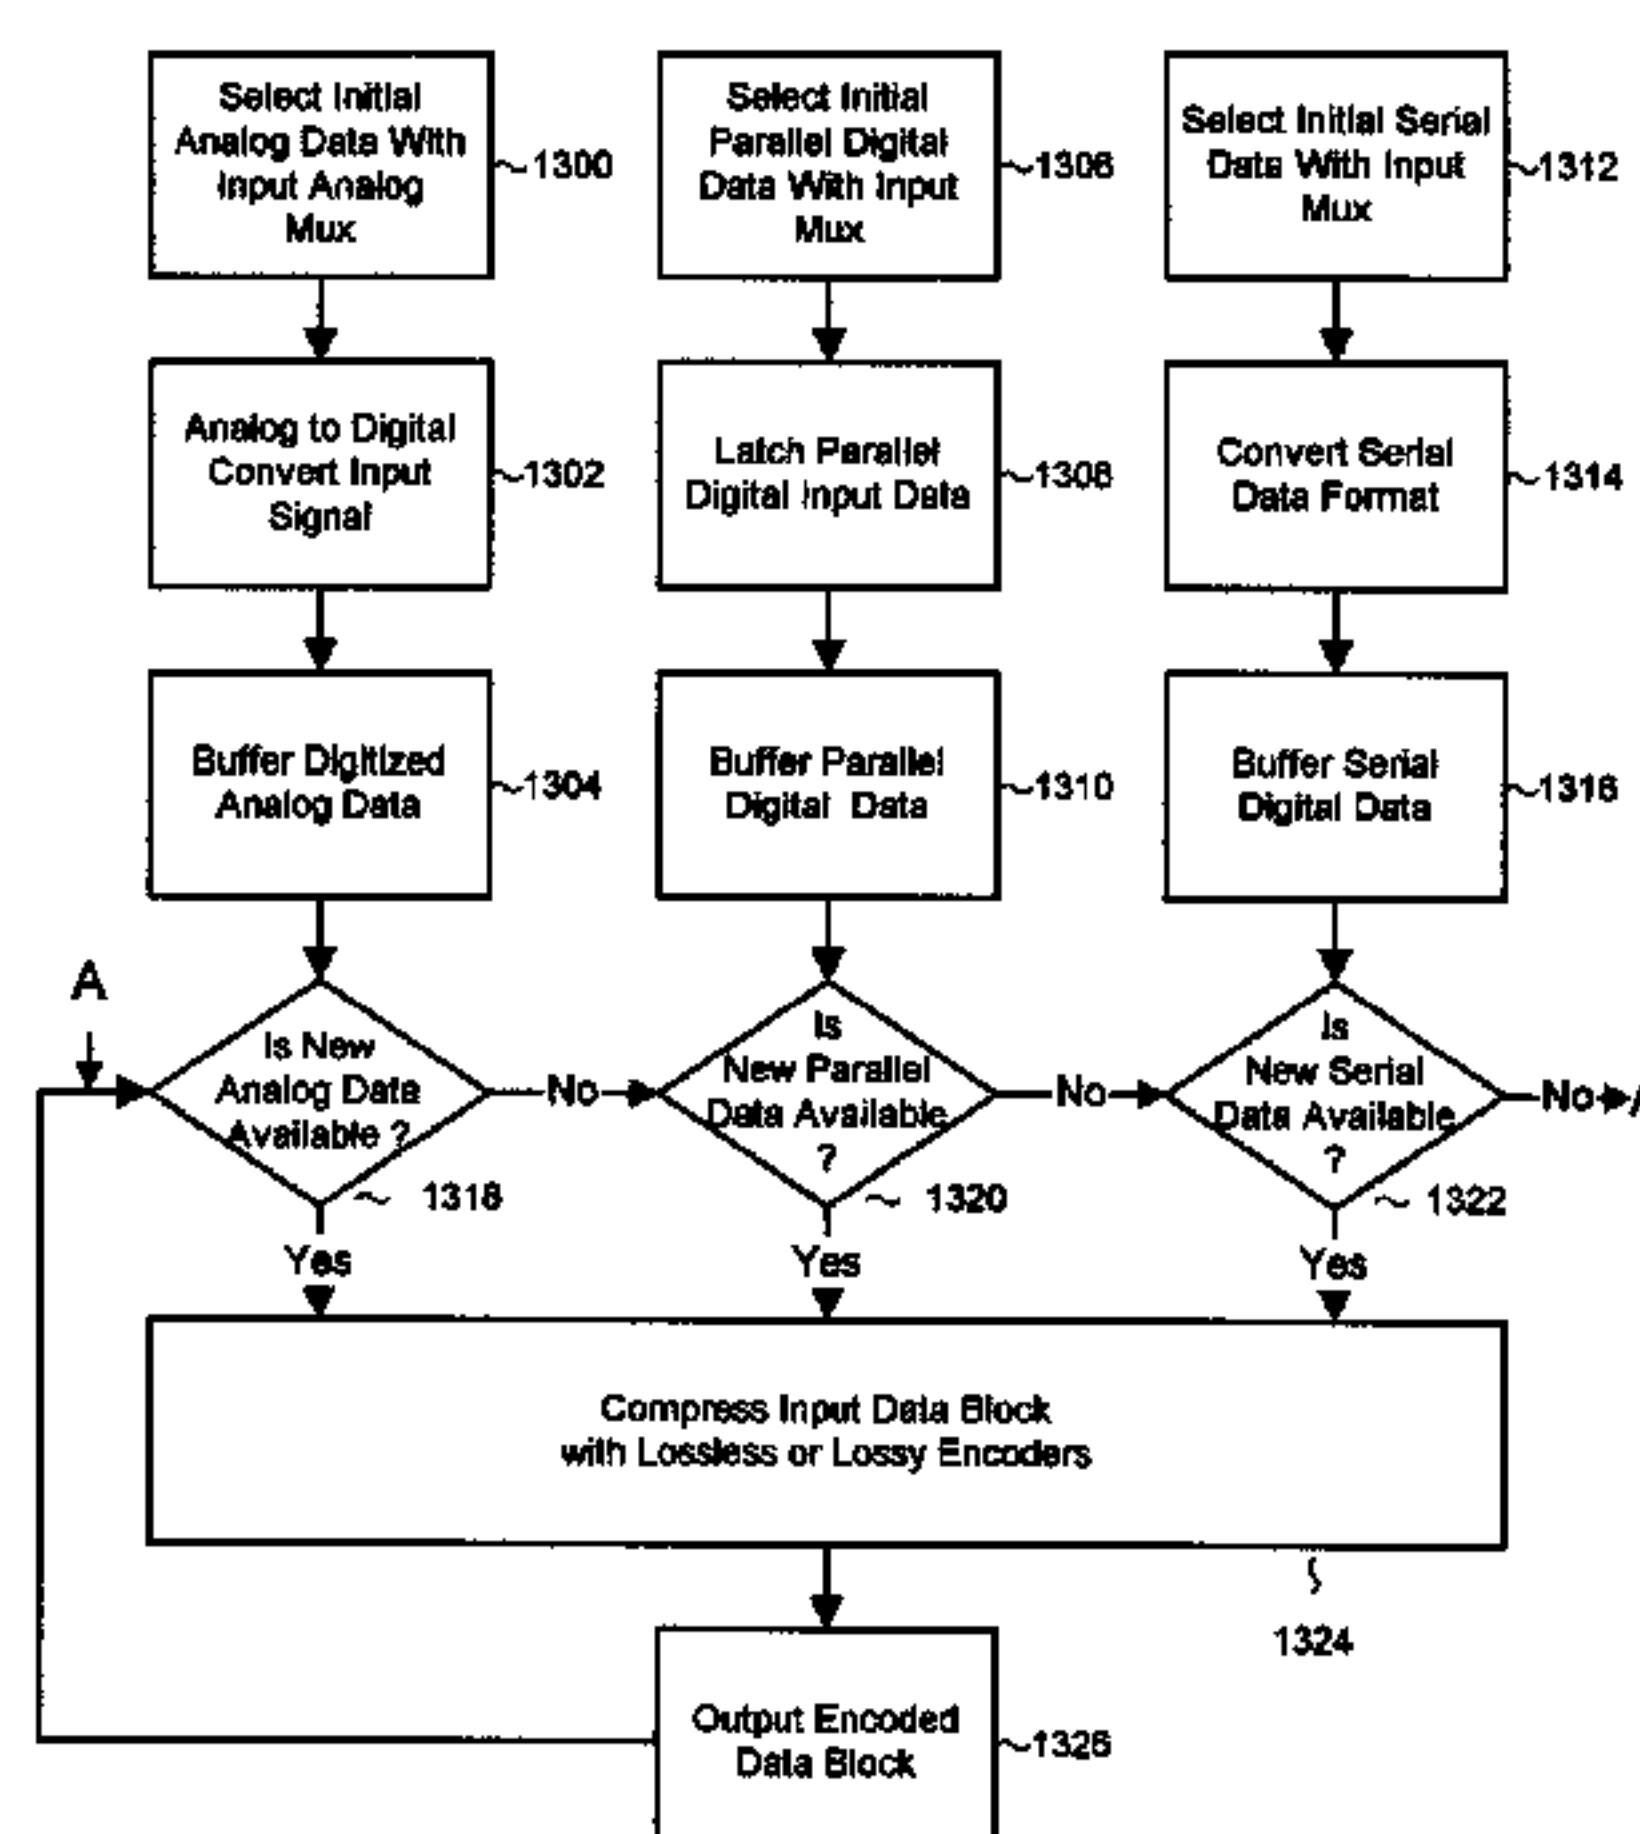 Select Initial
Analog Data With
Input Analog
Mux
1300
Select Initial
Parallel Digital
Data With Input
Mux
1306
Select Initial Serial
Data With Input
Mux
1312
Analog to Digital
Convert Input
Signal
1302
Latch Parallel
Digital Input Data
1308
Convert Serial
Data Format
1314
Buffer Digitized
Analog Data
1304
Buffer Parallel
Digital Data
1310
Buffer Serial
Digital Data
1316
A
Is New
Analog Data
Available ?
1318
No
Is
New Parallel
Data Available
?
1320
No
Is
New Serial
Data Available
?
1322
No
Yes
Yes
Yes
Compress Input Data Block
with Lossless or Lossy Encoders
1324
Output Encoded
Data Block
1326